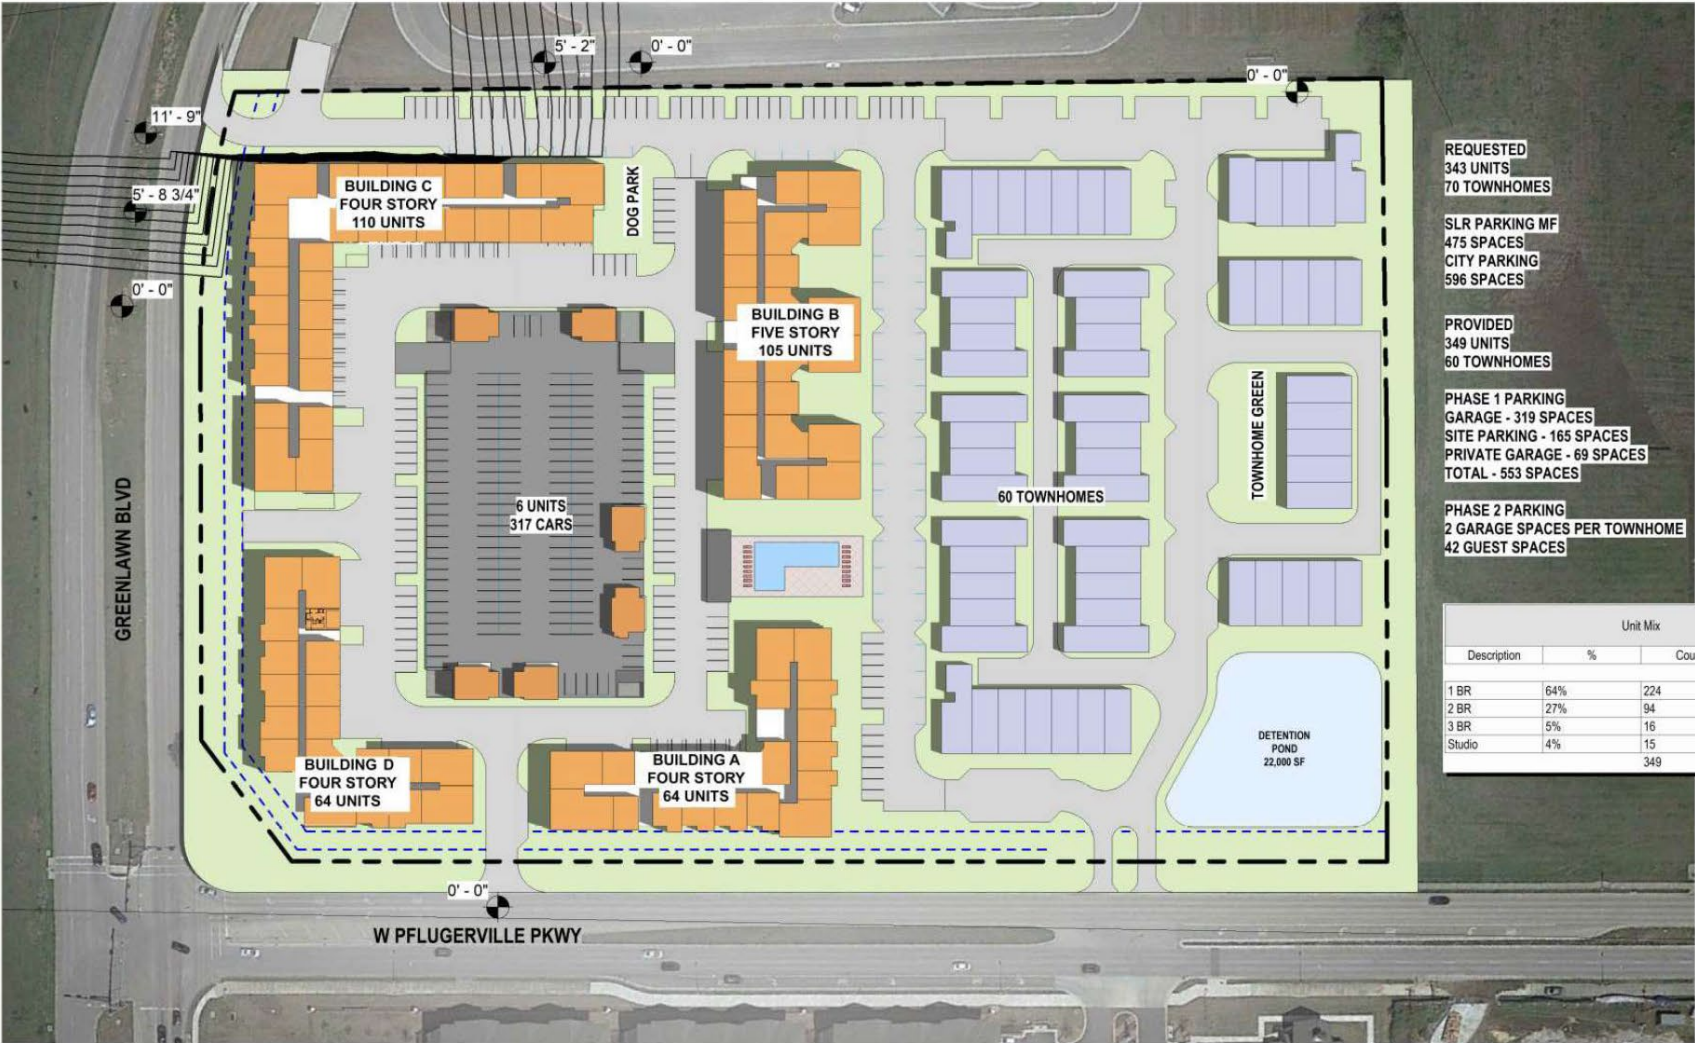 5' - 2"
0' - 0"
0' - 0"
11' - 9"
5' - 8 3/4"
0' - 0"
BUILDING C
FOUR STORY
110 UNITS
DOG PARK
BUILDING B
FIVE STORY
105 UNITS
6 UNITS
317 CARS
60 TOWNHOMES
TOWNHOME GREEN
GREENLAWN BLVD
BUILDING D
FOUR STORY
64 UNITS
BUILDING A
FOUR STORY
64 UNITS
DETENTION
POND
22,000 SF
0' - 0"
W PFLUGERVILLE PKWY
REQUESTED
343 UNITS
70 TOWNHOMES
SLR PARKING MF
475 SPACES
CITY PARKING
596 SPACES
PROVIDED
349 UNITS
60 TOWNHOMES
PHASE 1 PARKING
GARAGE - 319 SPACES
SITE PARKING - 165 SPACES
PRIVATE GARAGE - 69 SPACES
TOTAL - 553 SPACES
PHASE 2 PARKING
2 GARAGE SPACES PER TOWNHOME
42 GUEST SPACES
Unit Mix
Description % Cou
1 BR 64% 224
2 BR 27% 94
3 BR 5% 16
Studio 4% 15
349